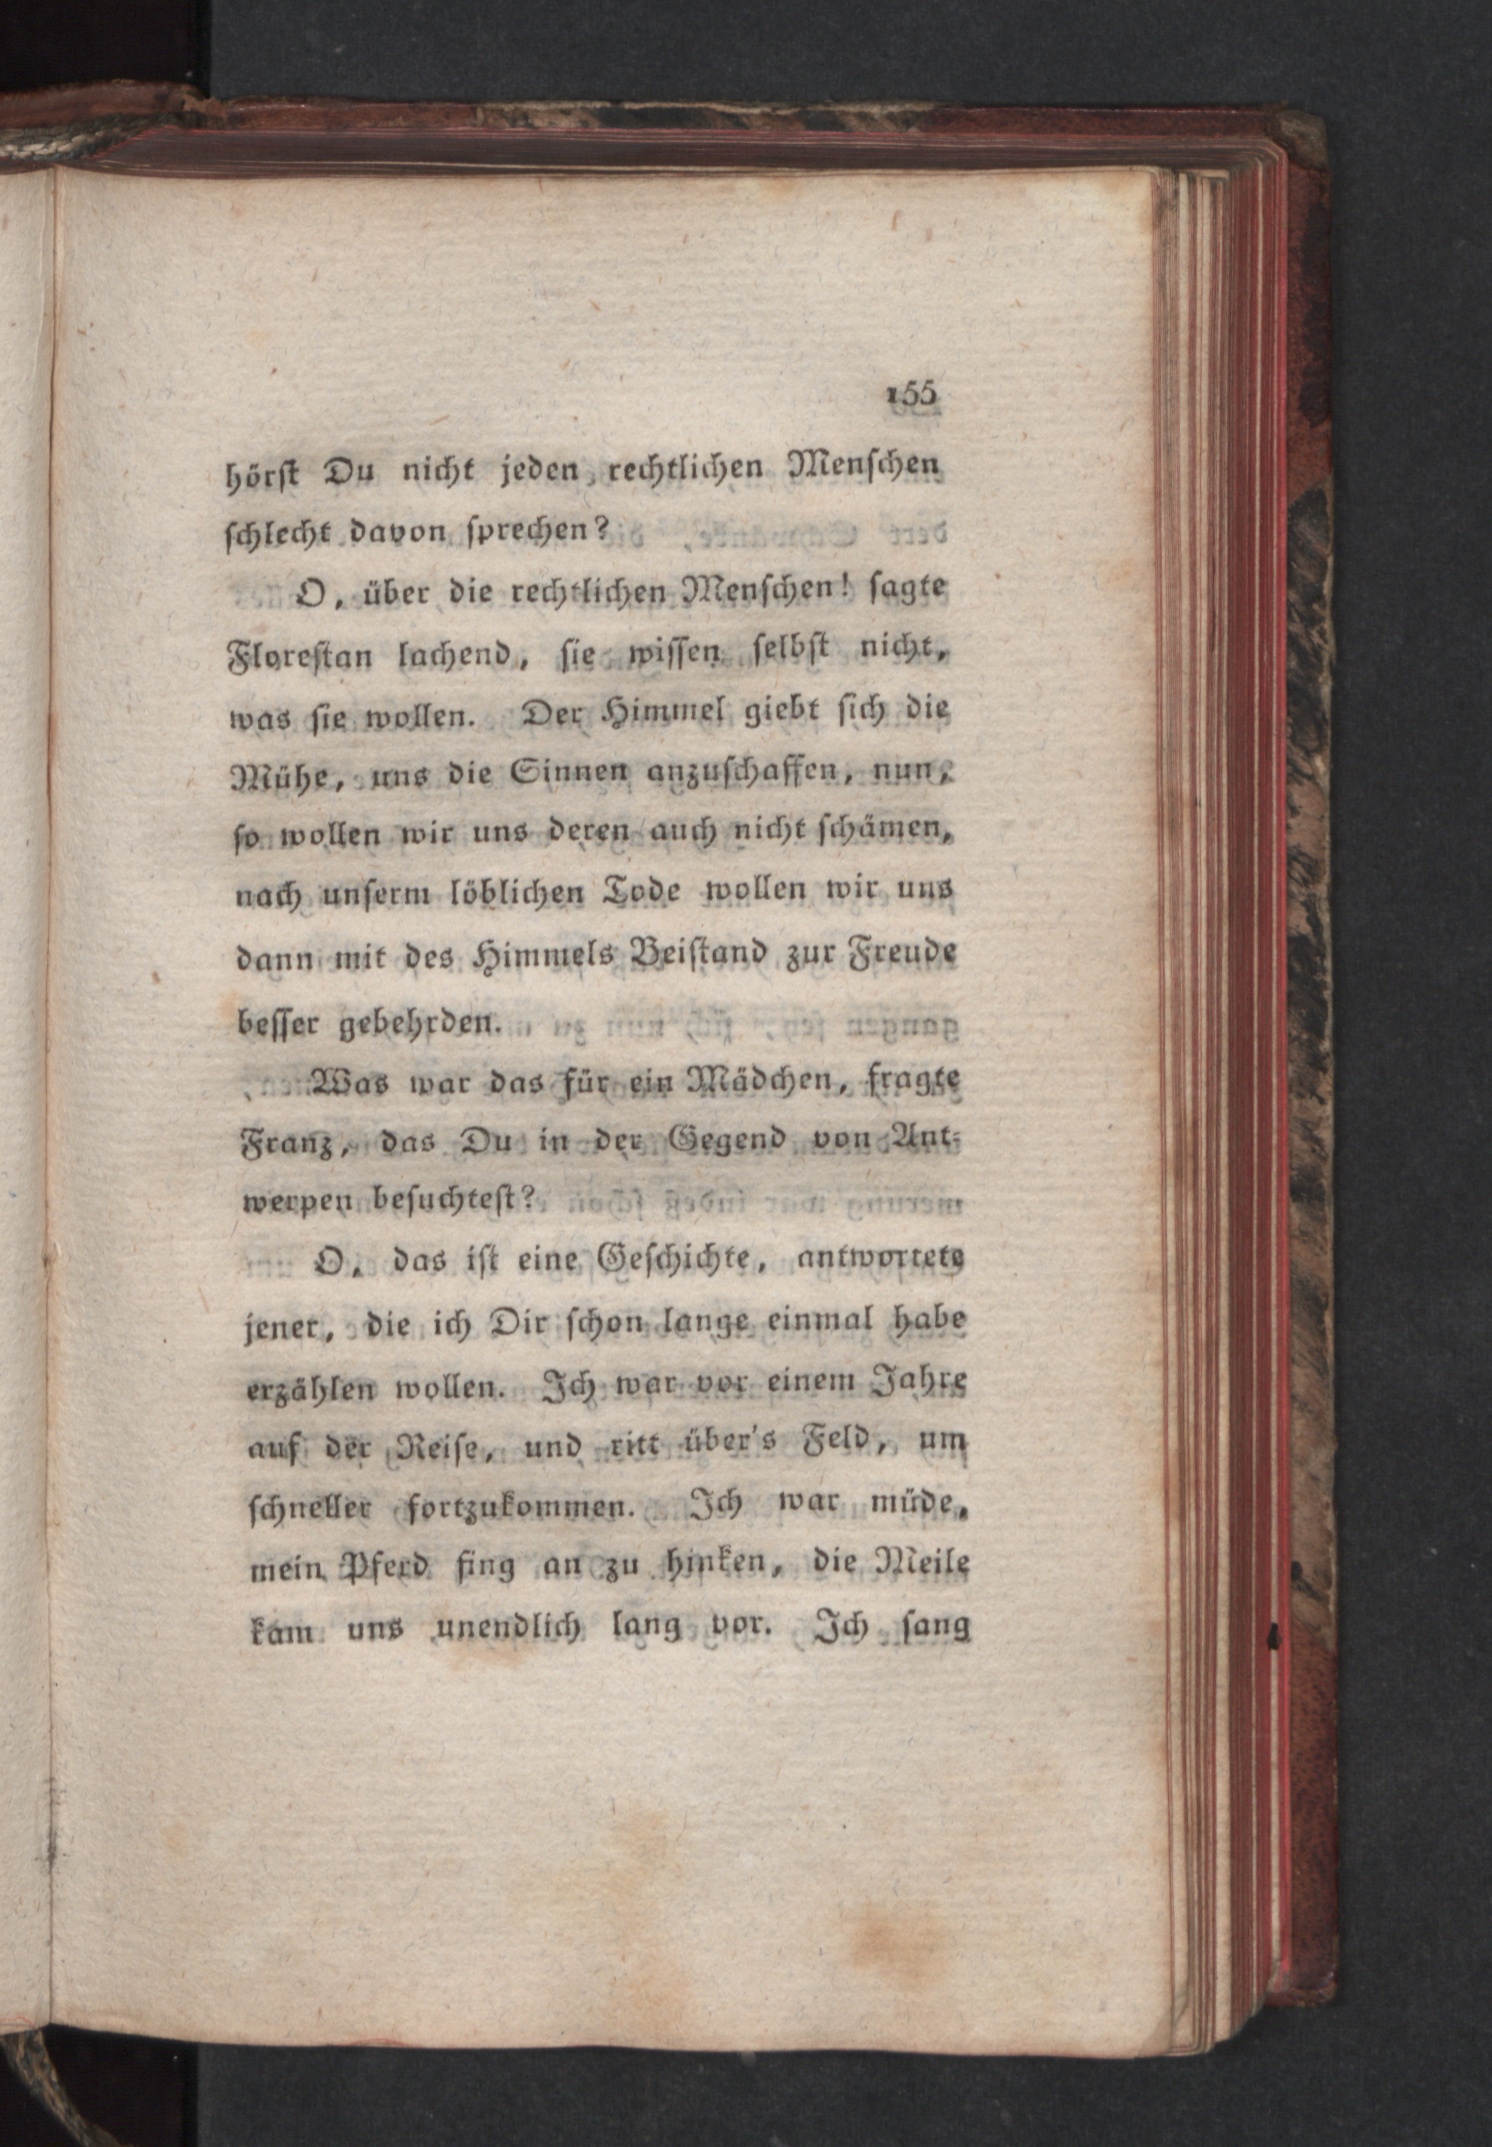 155
hörſt Du nicht jeden rechtlichen Menſchen
ſchlecht davon ſprechen?
O, über die rechtlichen Menſchen! ſagte
Floreſtan lachend, ſie wiſſen ſelbſt nicht,
was ſie wollen. Der Himmel giebt ſich die
Mühe, uns die Sinnen anzuſchaffen, nun,
ſo wollen wir uns deren auch nicht ſchämen,
nach unſerm löblichen Tode wollen wir uns
dann mit des Himmels Beiſtand zur Freude
beſſer gebehrden.
Was war das für ein Mädchen, fragte
Franz, das Du in der Gegend von Ant-
werpen beſuchteſt?
O, das iſt eine Geſchichte, antwortete
jener, die ich Dir ſchon lange einmal habe
erzählen wollen. Ich war vor einem Jahre
auf der Reiſe, und ritt über's Feld, um
ſchneller fortzukommen. Ich war müde,
mein Pferd fing an zu hinken, die Meile
kam uns unendlich lang vor. Ich ſang